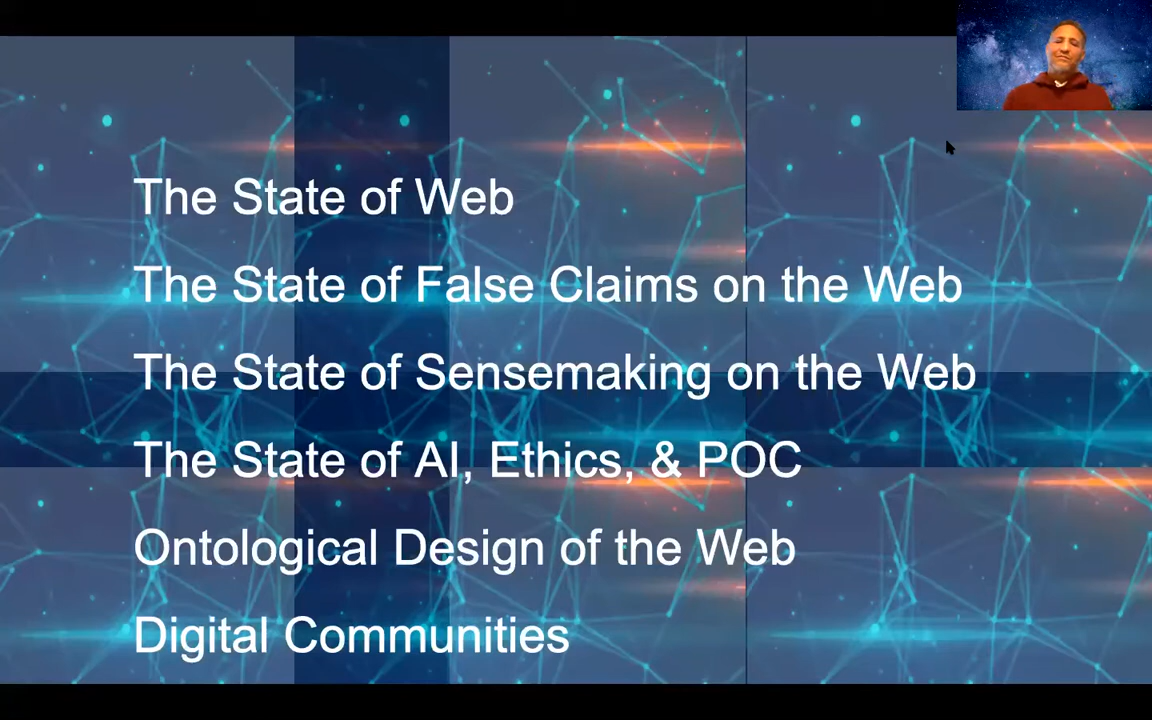 The State of Web
The State of False Claims on the Web
The State of Sensemaking on the Web
The State of AI, Ethics, & POC
Ontological Design of the Web
Digital Communities